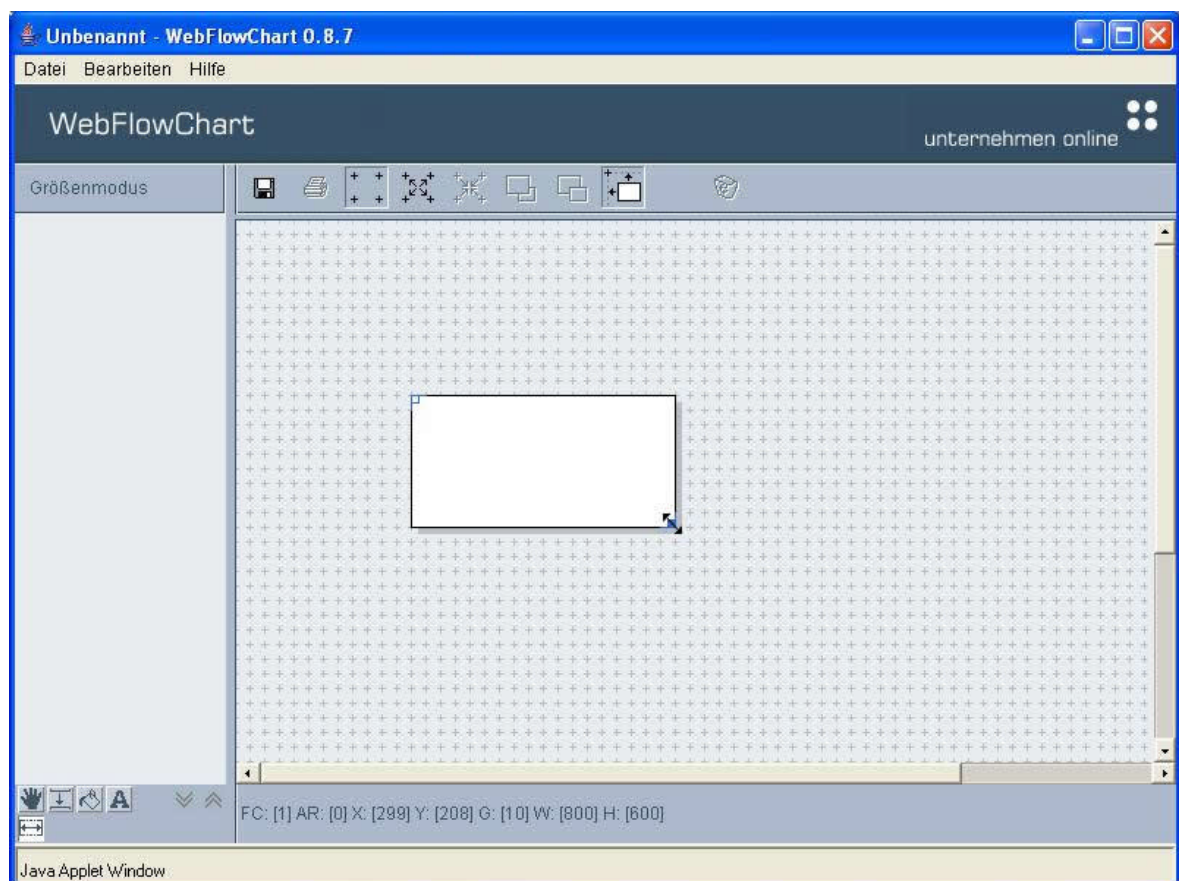 Unbenannt - WebFlowChart 0.8.7
Datei Bearbeiten Hilfe
WebFlowChart
unternehmen online
Größenmodus
A
FC: [1] AR: [0] X: [299] Y: [208] G: [10] W: [800] H: [600]
Java Applet Window